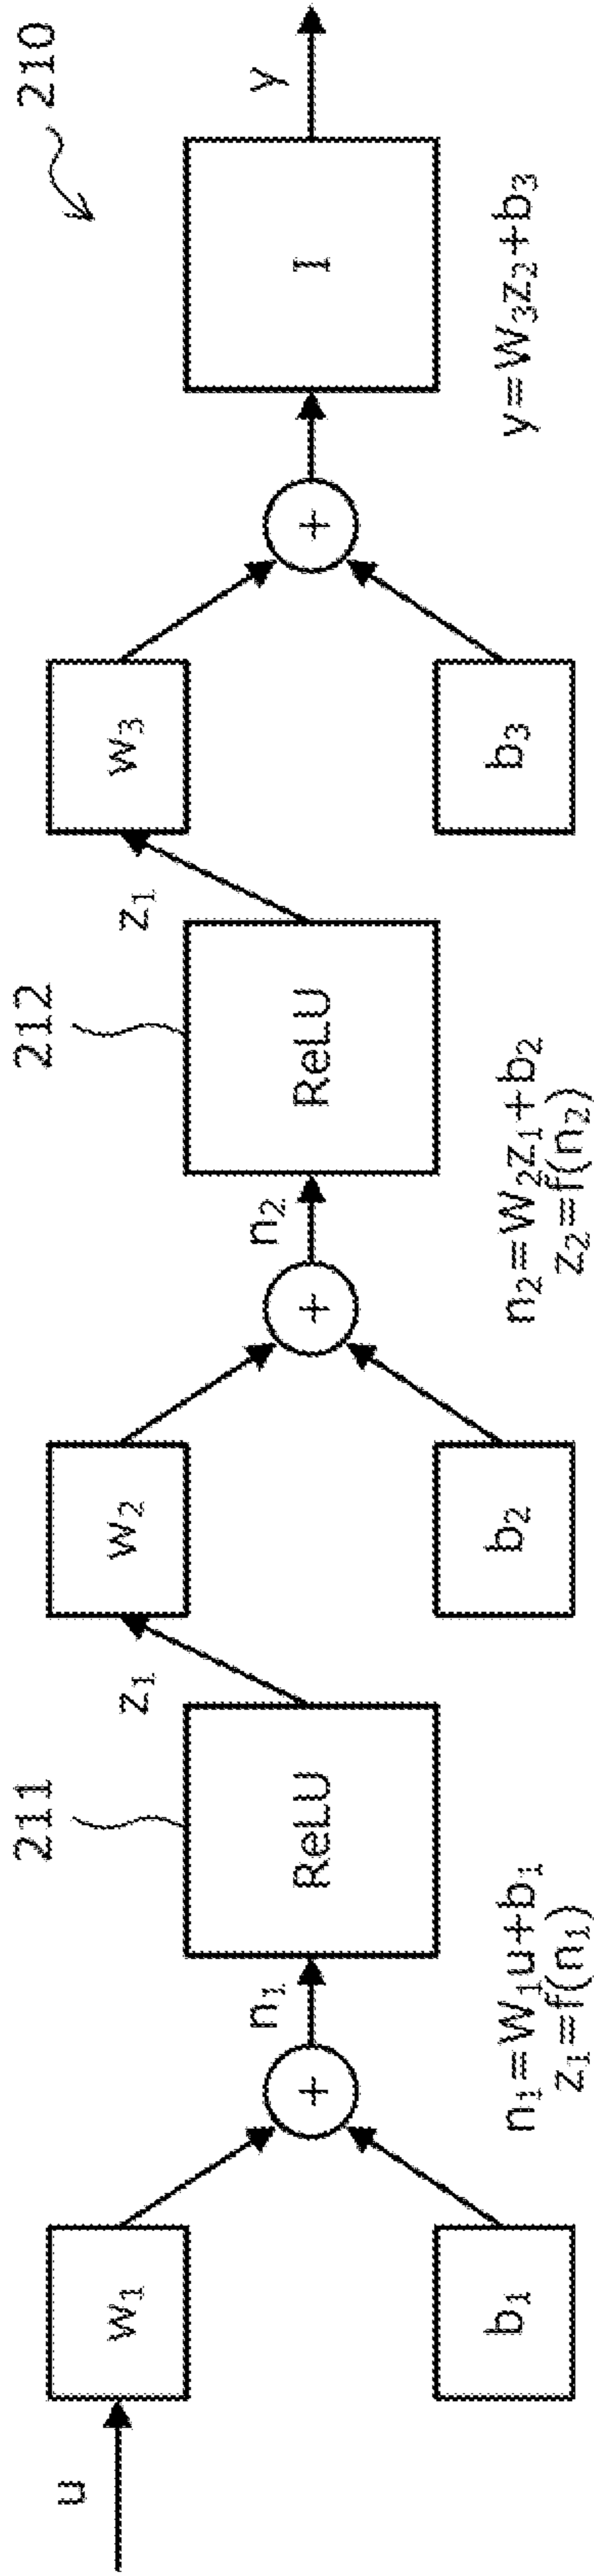 210
211
212
u
w₁
b₁
+
n₁
ReLU
z₁
w₂
b₂
+
n₂
ReLU
z₁
w₃
b₃
+
I
y
n₁=W₁u+b₁
z₁=f(n₁)
n₂=W₂z₁+b₂
z₂=f(n₂)
y=W₃z₂+b₃